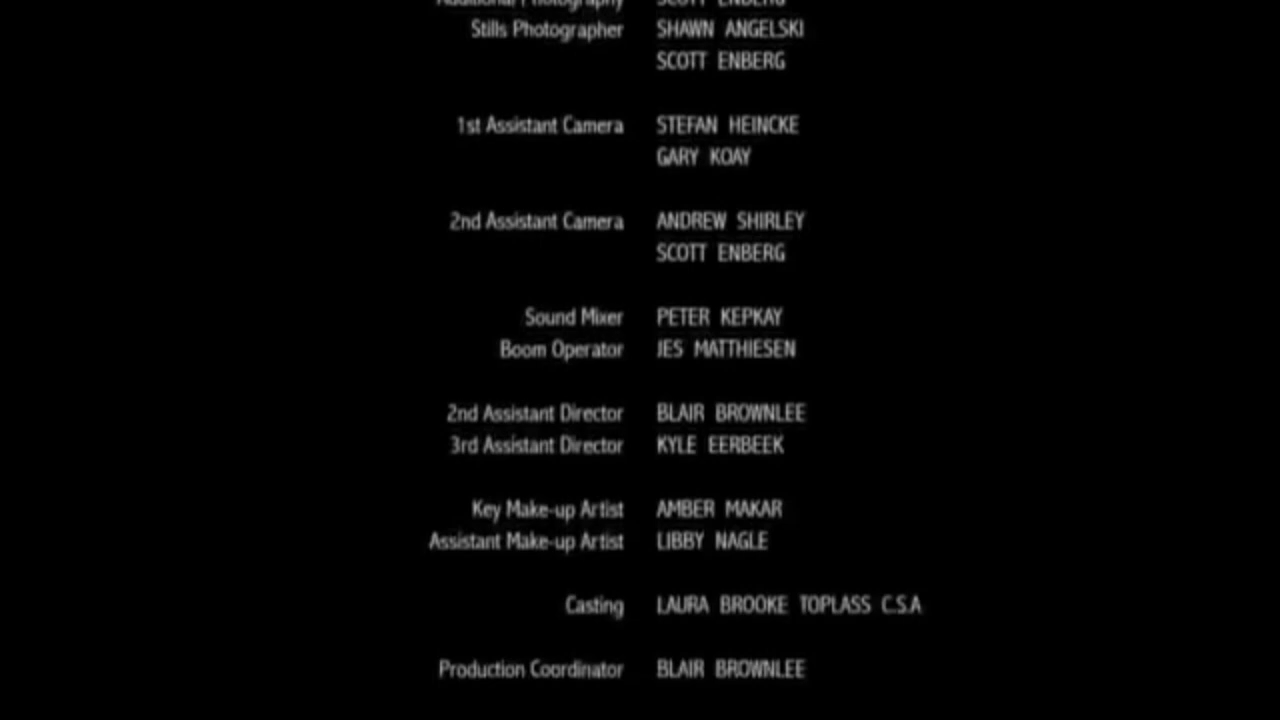 Additional Photography SCOTT ENBERG
Stills Photographer SHAWN ANGELSKI
SCOTT ENBERG
1st Assistant Camera STEFAN HEINCKE
GARY KOAY
2nd Assistant Camera ANDREW SHIRLEY
SCOTT ENBERG
Sound Mixer PETER KEPKAY
Boom Operator JES MATTHIESEN
2nd Assistant Director BLAIR BROWNLEE
3rd Assistant Director KYLE EERBEEK
Key Make-up Artist AMBER MAKAR
Assistant Make-up Artist LIBBY NAGLE
Casting LAURA BROOKE TOPLASS C.S.A
Production Coordinator BLAIR BROWNLEE